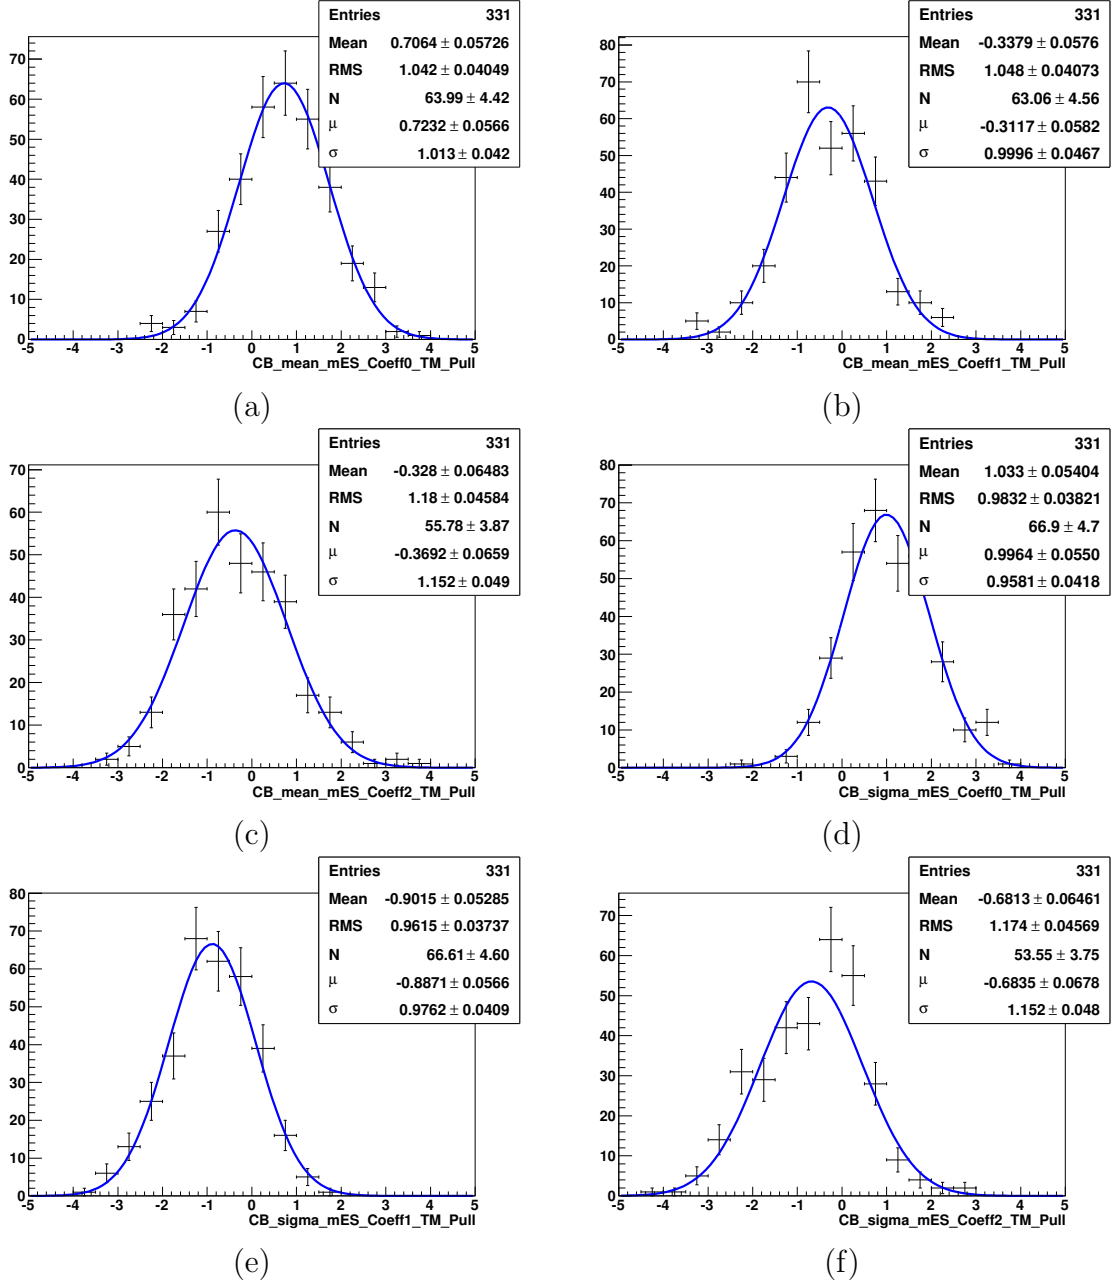 Entries 331
Mean 0.7064 ± 0.05726
RMS 1.042 ± 0.04049
N 63.99 ± 4.42
μ 0.7232 ± 0.0566
σ 1.013 ± 0.042
70
60
50
40
30
20
10
0
-5 -4 -3 -2 -1 0 1 2 3 4 5
CB_mean_mES_Coeff0_TM_Pull
(a)
Entries 331
Mean -0.3379 ± 0.0576
RMS 1.048 ± 0.04073
N 63.06 ± 4.56
μ -0.3117 ± 0.0582
σ 0.9996 ± 0.0467
80
70
60
50
40
30
20
10
0
-5 -4 -3 -2 -1 0 1 2 3 4 5
CB_mean_mES_Coeff1_TM_Pull
(b)
Entries 331
Mean -0.328 ± 0.06483
RMS 1.18 ± 0.04584
N 55.78 ± 3.87
μ -0.3692 ± 0.0659
σ 1.152 ± 0.049
70
60
50
40
30
20
10
0
-5 -4 -3 -2 -1 0 1 2 3 4 5
CB_mean_mES_Coeff2_TM_Pull
(c)
Entries 331
Mean 1.033 ± 0.05404
RMS 0.9832 ± 0.03821
N 66.9 ± 4.7
μ 0.9964 ± 0.0550
σ 0.9581 ± 0.0418
80
70
60
50
40
30
20
10
0
-5 -4 -3 -2 -1 0 1 2 3 4 5
CB_sigma_mES_Coeff0_TM_Pull
(d)
Entries 331
Mean -0.9015 ± 0.05285
RMS 0.9615 ± 0.03737
N 66.61 ± 4.60
μ -0.8871 ± 0.0566
σ 0.9762 ± 0.0409
80
70
60
50
40
30
20
10
0
-5 -4 -3 -2 -1 0 1 2 3 4 5
CB_sigma_mES_Coeff1_TM_Pull
(e)
Entries 331
Mean -0.6813 ± 0.06461
RMS 1.174 ± 0.04569
N 53.55 ± 3.75
μ -0.6835 ± 0.0678
σ 1.152 ± 0.048
70
60
50
40
30
20
10
0
-5 -4 -3 -2 -1 0 1 2 3 4 5
CB_sigma_mES_Coeff2_TM_Pull
(f)